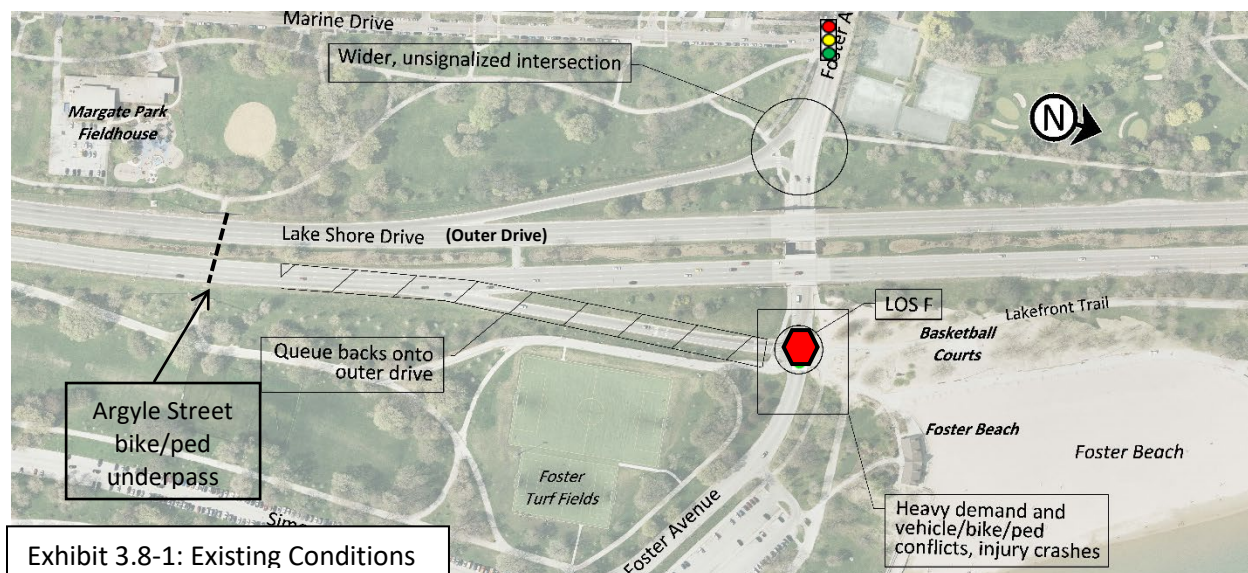 Marine Drive
Foster A
Wider, unsignalized intersection
Margate Park
Fieldhouse
N
Lake Shore Drive (Outer Drive)
LOS F
Lakefront Trail
Basketball
Courts
Queue backs onto
outer drive
Argyle Street
bike/ped
underpass
Foster Beach
Foster Beach
Foster
Turf Fields
Foster Avenue
Heavy demand and
vehicle/bike/ped
conflicts, injury crashes
Exhibit 3.8-1: Existing Conditions